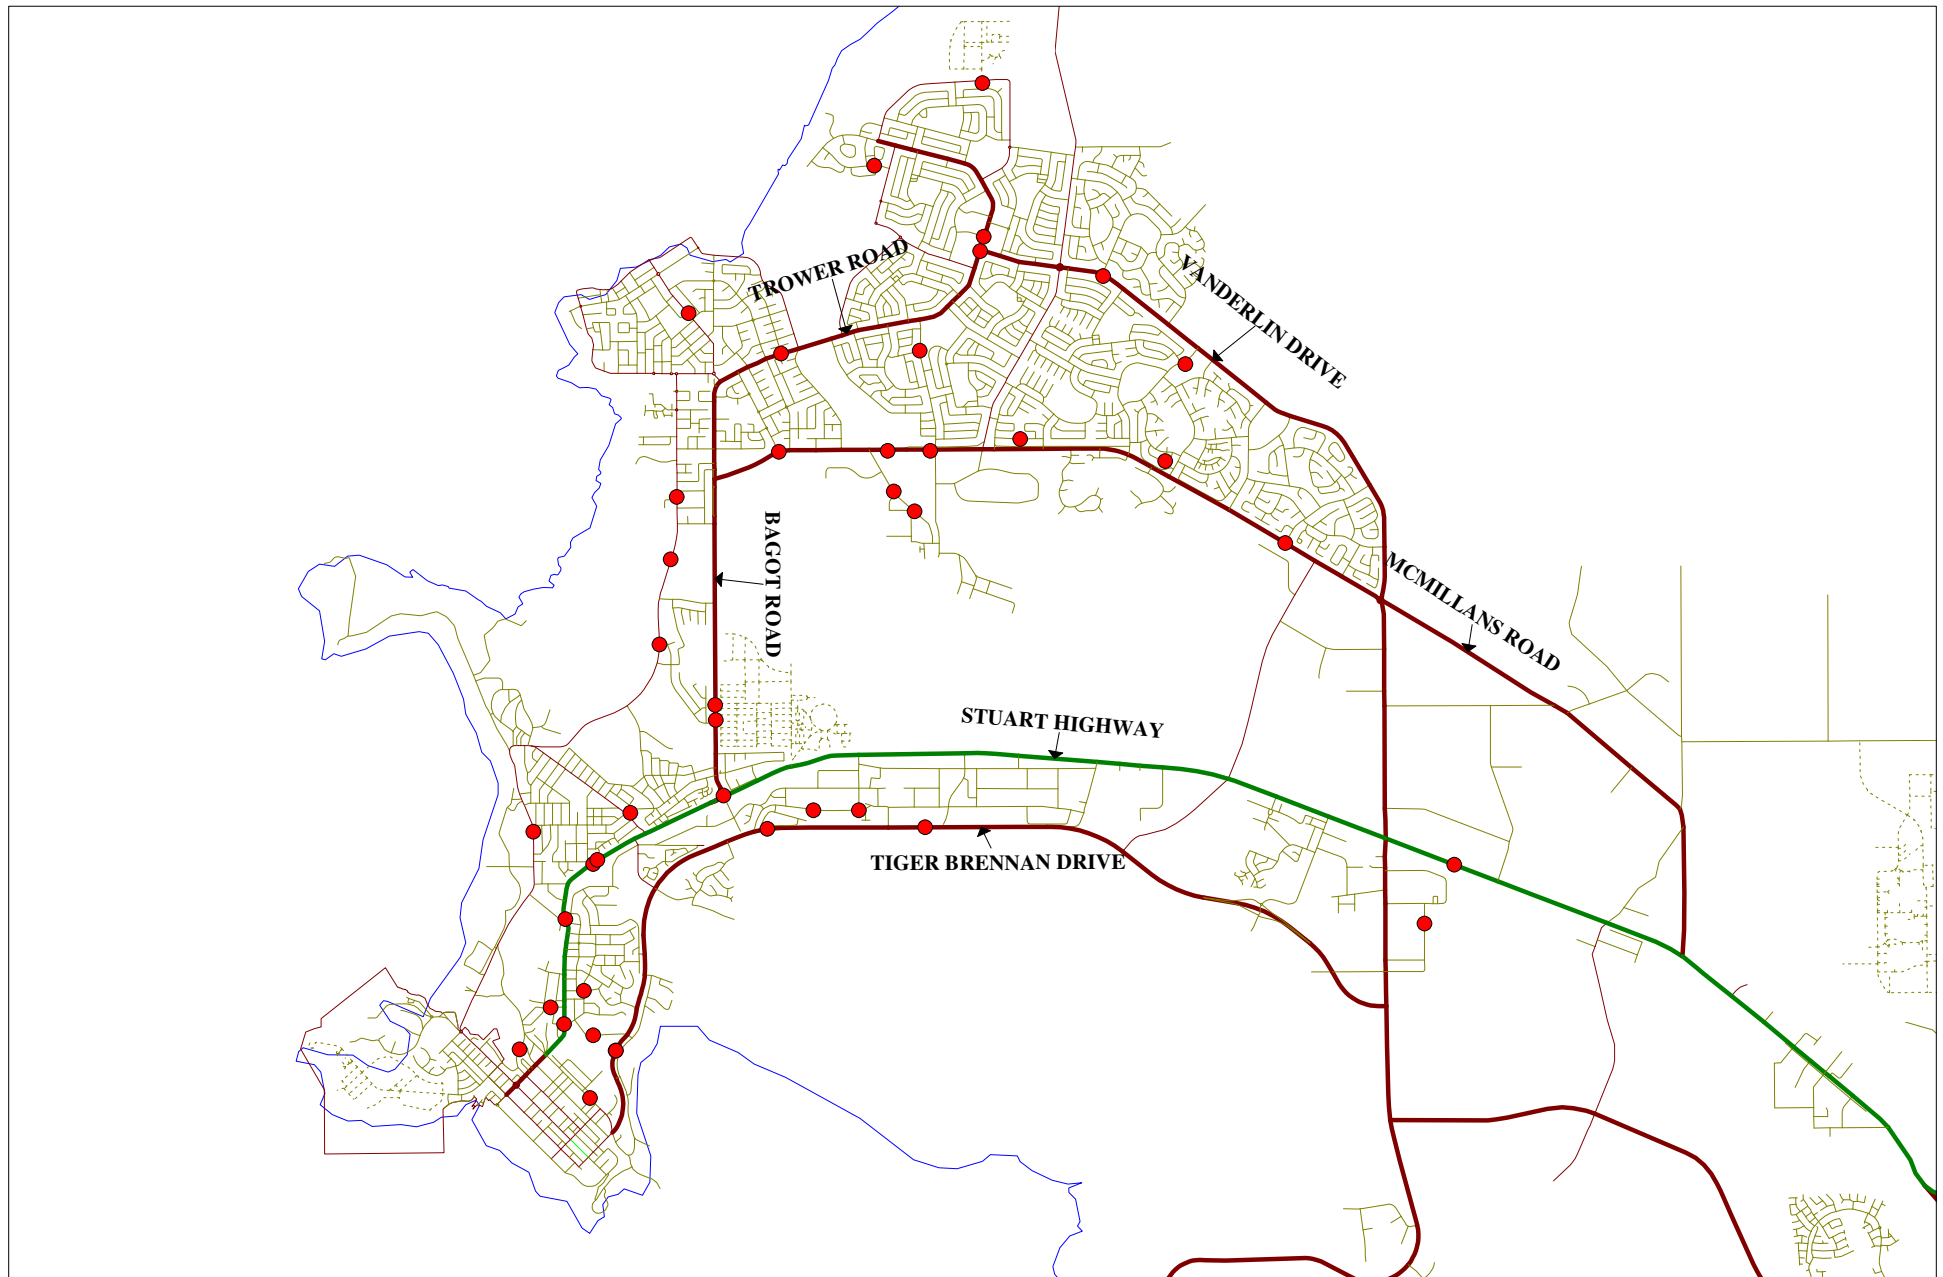 TROWER ROAD
VANDERLIN DRIVE
BAGOT ROAD
MCMILLANS ROAD
STUART HIGHWAY
TIGER BRENNAN DRIVE